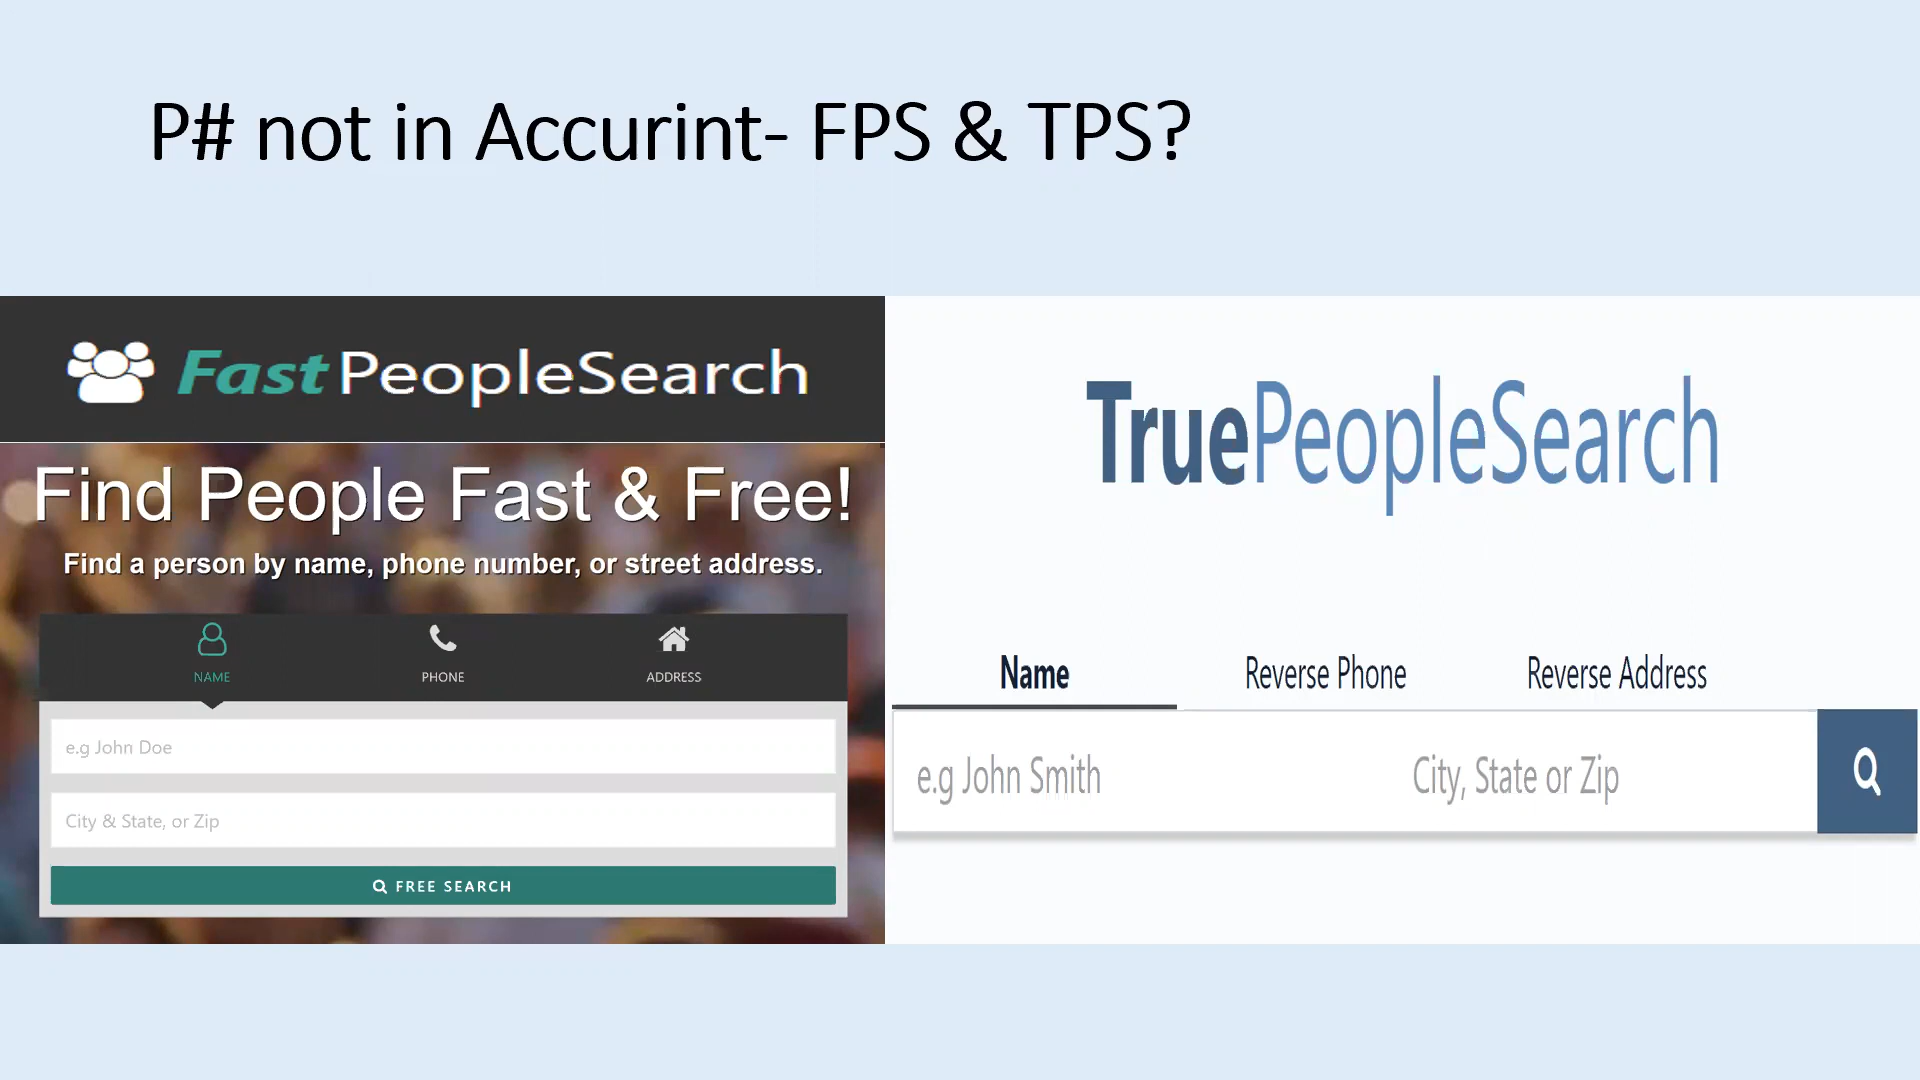 P# not in Accurint- FPS & TPS?
FastPeopleSearch
Find People Fast & Free!
Find a person by name, phone number, or street address.
NAME PHONE ADDRESS
e.g John Doe
City & State, or Zip
FREE SEARCH
TruePeopleSearch
Name Reverse Phone Reverse Address
e.g John Smith City, State or Zip